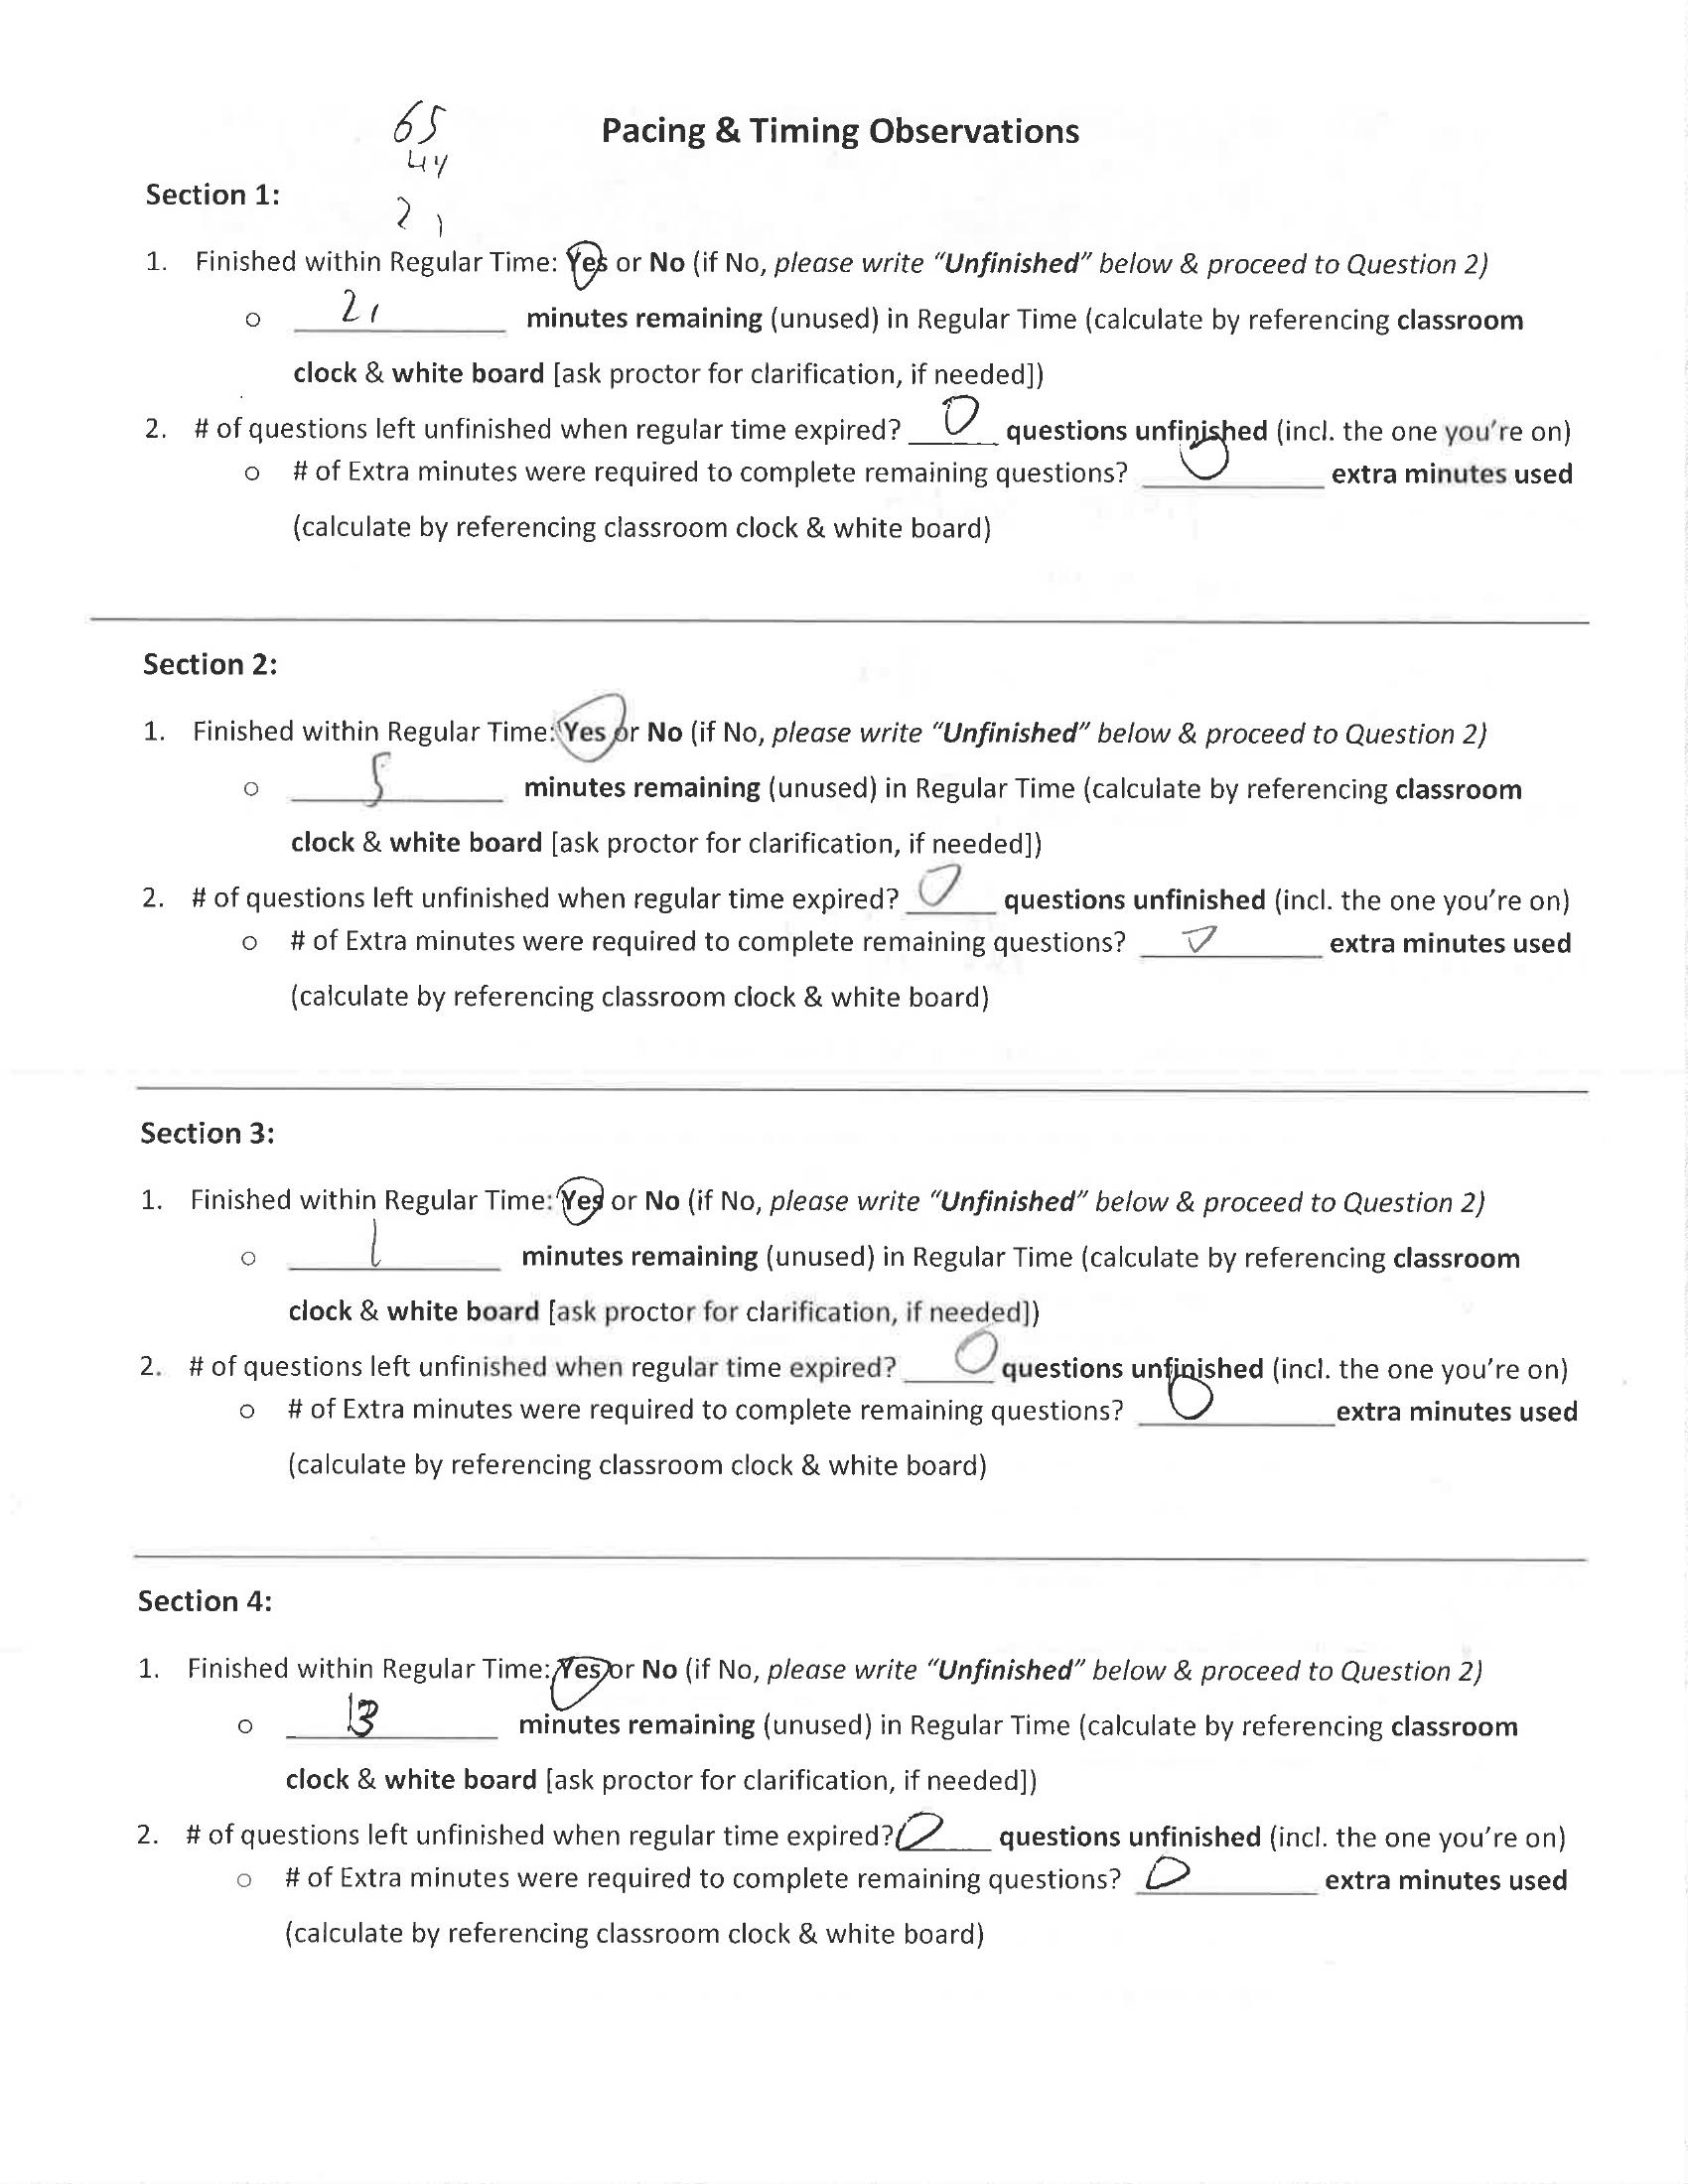 65
Pacing & Timing Observations
44
Section 1:
21
1. Finished within Regular Time: Yes or No (if No, please write "Unfinished" below & proceed to Question 2)
o 21 minutes remaining (unused) in Regular Time (calculate by referencing classroom
clock & white board [ask proctor for clarification, if needed])
2. # of questions left unfinished when regular time expired? 0 questions unfinished (incl. the one you're on)
o # of Extra minutes were required to complete remaining questions? 0 extra minutes used
(calculate by referencing classroom clock & white board)
Section 2:
1. Finished within Regular Time: Yes or No (if No, please write "Unfinished" below & proceed to Question 2)
o 5 minutes remaining (unused) in Regular Time (calculate by referencing classroom
clock & white board [ask proctor for clarification, if needed])
2. # of questions left unfinished when regular time expired? 0 questions unfinished (incl. the one you're on)
o # of Extra minutes were required to complete remaining questions? 0 extra minutes used
(calculate by referencing classroom clock & white board)
Section 3:
1. Finished within Regular Time: Yes or No (if No, please write "Unfinished" below & proceed to Question 2)
o 1 minutes remaining (unused) in Regular Time (calculate by referencing classroom
clock & white board [ask proctor for clarification, if needed])
2. # of questions left unfinished when regular time expired? 0 questions unfinished (incl. the one you're on)
o # of Extra minutes were required to complete remaining questions? 0 extra minutes used
(calculate by referencing classroom clock & white board)
Section 4:
1. Finished within Regular Time: Yes or No (if No, please write "Unfinished" below & proceed to Question 2)
o 13 minutes remaining (unused) in Regular Time (calculate by referencing classroom
clock & white board [ask proctor for clarification, if needed])
2. # of questions left unfinished when regular time expired? 0 questions unfinished (incl. the one you're on)
o # of Extra minutes were required to complete remaining questions? 0 extra minutes used
(calculate by referencing classroom clock & white board)